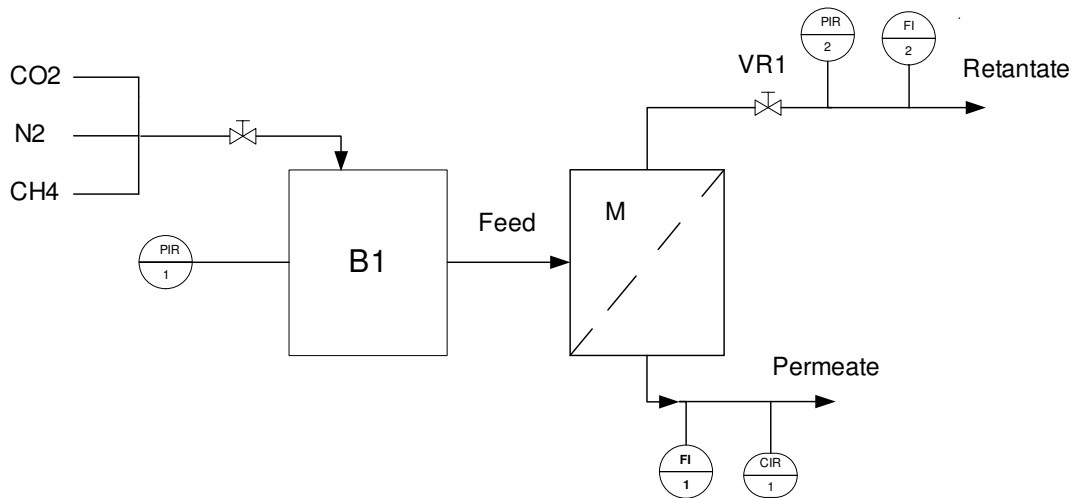 PIR
2
FI
2
VR1
Retantate
CO2
N2
CH4
M
Feed
PIR
1
B1
Permeate
FI
1
CIR
1